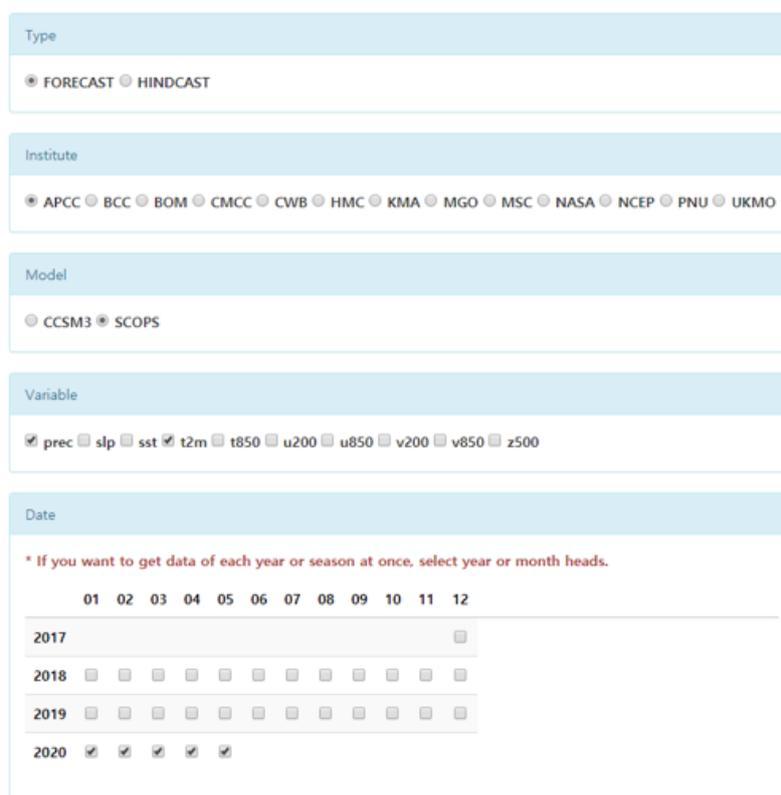 Type
FORECAST HINDCAST
Institute
APCC BCC BOM CMCC CWB HMC KMA MGO MSC NASA NCEP PNU UKMO
Model
CCSM3 SCOPS
Variable
prec slp sst t2m t850 u200 u850 v200 v850 z500
Date
* If you want to get data of each year or season at once, select year or month heads.
01 02 03 04 05 06 07 08 09 10 11 12
2017
2018
2019
2020